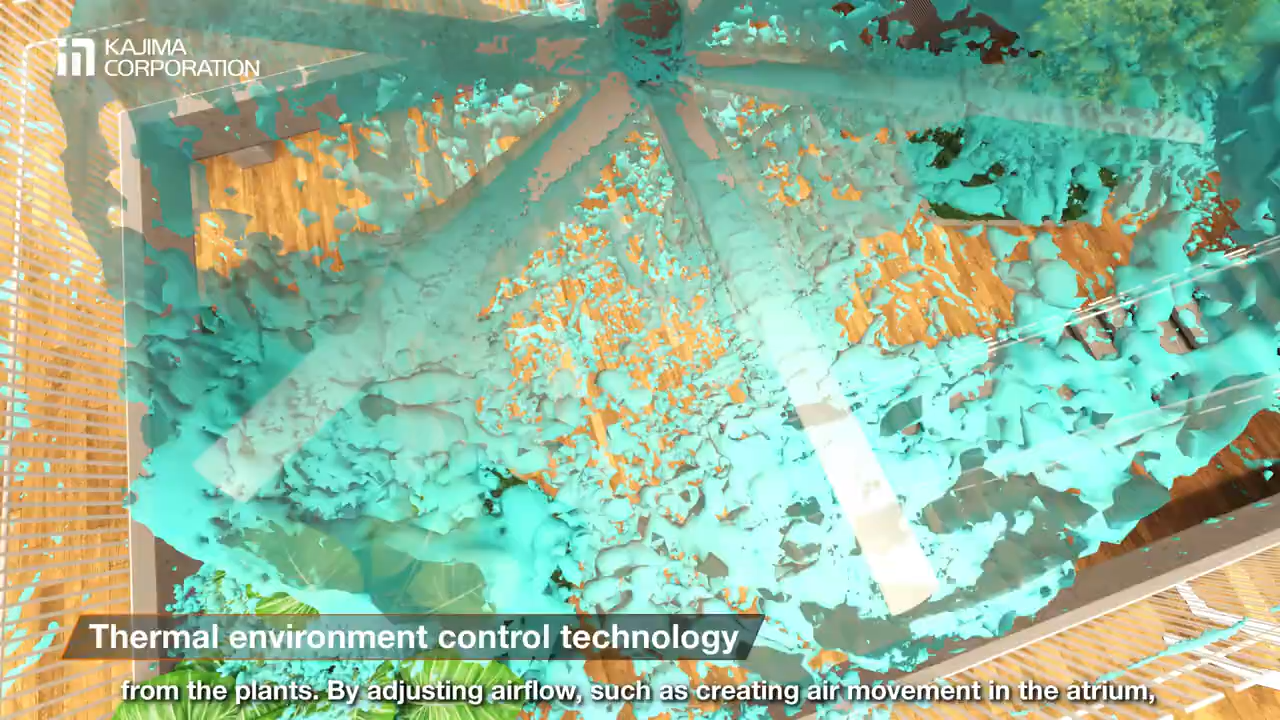 KAJIMA
CORPORATION
Thermal environment control technology
from the plants. By adjusting airflow, such as creating air movement in the atrium,